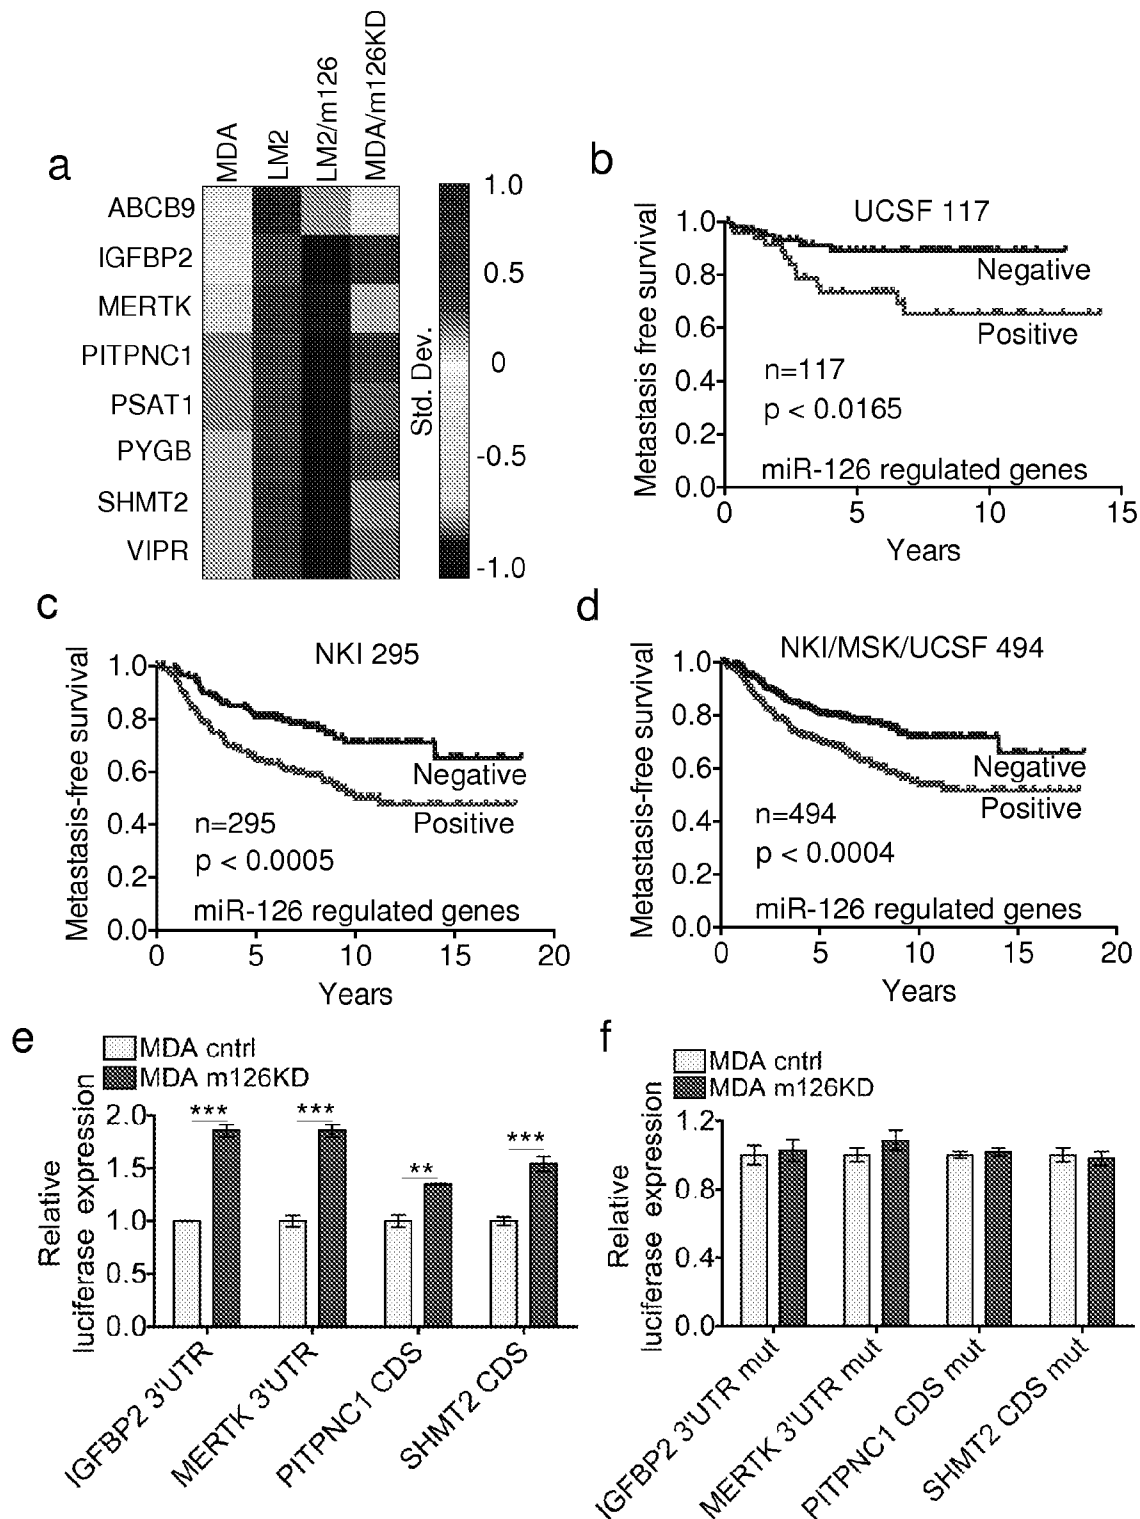 a
MDA
LM2
LM2/m126
MDA/m126KD
ABCB9
IGFBP2
MERTK
PITPNC1
PSAT1
PYGB
SHMT2
VIPR
Std. Dev.
1.0
0.5
0
-0.5
-1.0
b
UCSF 117
Metastasis free survival
1.0
0.8
0.6
0.4
0.2
0.0
Negative
Positive
n=117
p < 0.0165
miR-126 regulated genes
0 5 10 15
Years
c
NKI 295
Metastasis-free survival
1.0
0.8
0.6
0.4
0.2
0.0
Negative
Positive
n=295
p < 0.0005
miR-126 regulated genes
0 5 10 15 20
Years
d
NKI/MSK/UCSF 494
Metastasis-free survival
1.0
0.8
0.6
0.4
0.2
0.0
Negative
Positive
n=494
p < 0.0004
miR-126 regulated genes
0 5 10 15 20
Years
e
MDA cntrl
MDA m126KD
Relative
luciferase expression
2.0
1.5
1.0
0.5
0.0
***
***
**
***
IGFBP2 3'UTR
MERTK 3'UTR
PITPNC1 CDS
SHMT2 CDS
f
MDA cntrl
MDA m126KD
Relative
luciferase expression
1.2
0.8
0.4
0.0
IGFBP2 3'UTR mut
MERTK 3'UTR mut
PITPNC1 CDS mut
SHMT2 CDS mut